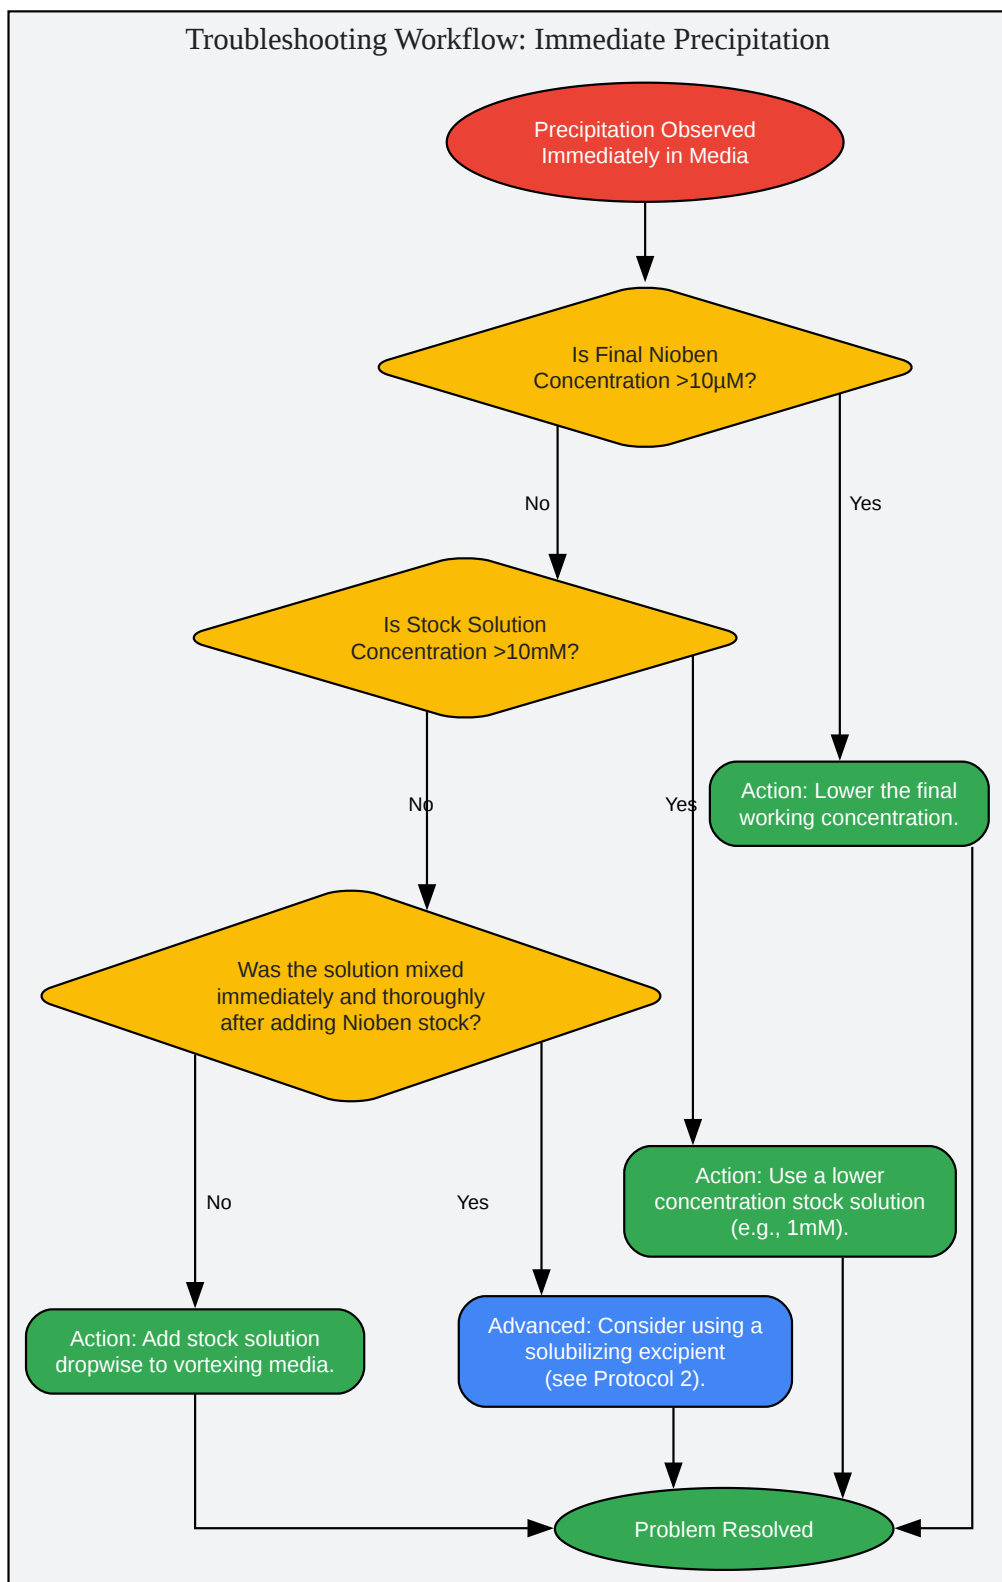 Troubleshooting Workflow: Immediate Precipitation
Precipitation Observed
Immediately in Media
Is Final Nioben
Concentration >10µM?
No
Yes
Is Stock Solution
Concentration >10mM?
No
Yes
Action: Lower the final
working concentration.
Was the solution mixed
immediately and thoroughly
after adding Nioben stock?
No
Yes
Action: Use a lower
concentration stock solution
(e.g., 1mM).
Action: Add stock solution
dropwise to vortexing media.
Advanced: Consider using a
solubilizing excipient
(see Protocol 2).
Problem Resolved